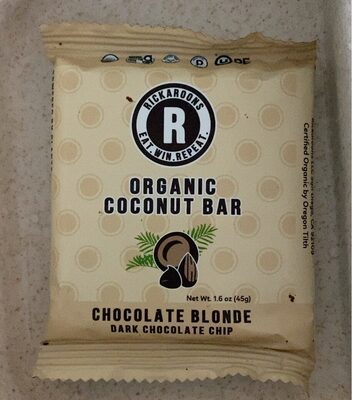 RICKAROONS
R
EAT. WIN. REPEAT.
ORGANIC
COCONUT BAR
Net Wt. 1.6 oz (45g)
CHOCOLATE BLONDE
DARK CHOCOLATE CHIP
Certified Organic by Oregon Tilth